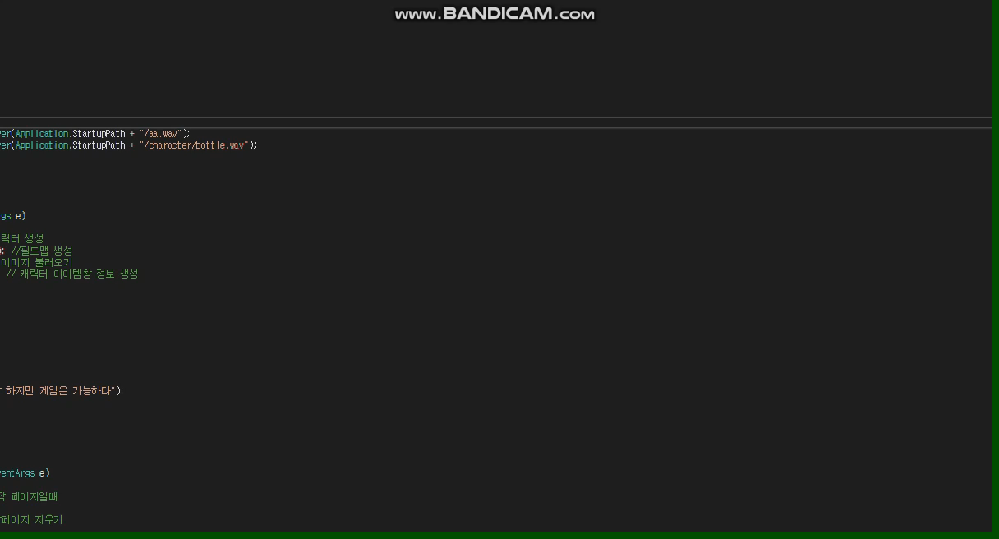 www.BANDICAM.com
er(Application.StartupPath + "/aa.wav");
er(Application.StartupPath + "/character/battle.wav");
rgs e)
릭터 생성
; //필드맵 생성
이미지 불러오기
// 캐릭터 아이템창 정보 생성
하지만 게임은 가능하다");
entArgs e)
작 페이지일때
페이지 지우기